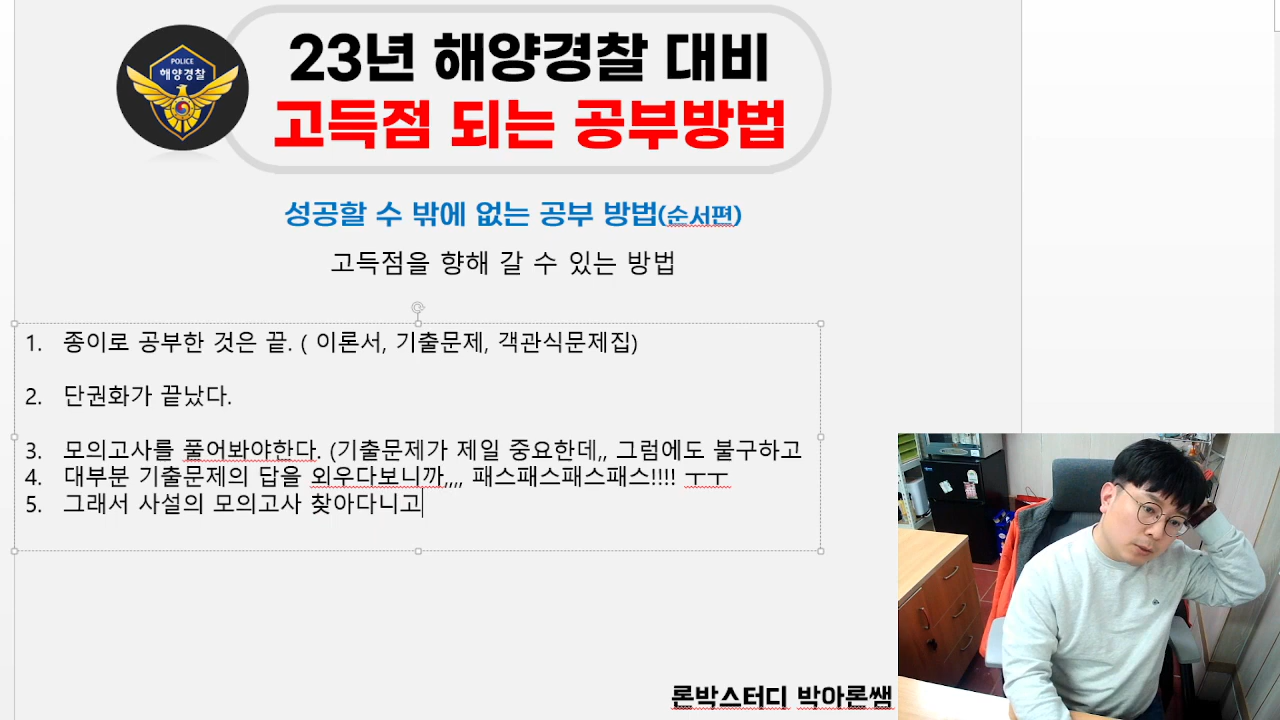 POLICE
해양경찰
23년 해양경찰 대비
고득점 되는 공부방법
성공할 수 밖에 없는 공부 방법(순서편)
고득점을 향해 갈 수 있는 방법
1. 종이로 공부한 것은 끝. ( 이론서, 기출문제, 객관식문제집)
2. 단권화가 끝났다.
3. 모의고사를 풀어봐야한다. (기출문제가 제일 중요한데,, 그럼에도 불구하고
4. 대부분 기출문제의 답을 외우다보니까,,,, 패스패스패스패스!!!! ㅜㅜ
5. 그래서 사설의 모의고사 찾아다니고
론박스터디 박아론쌤